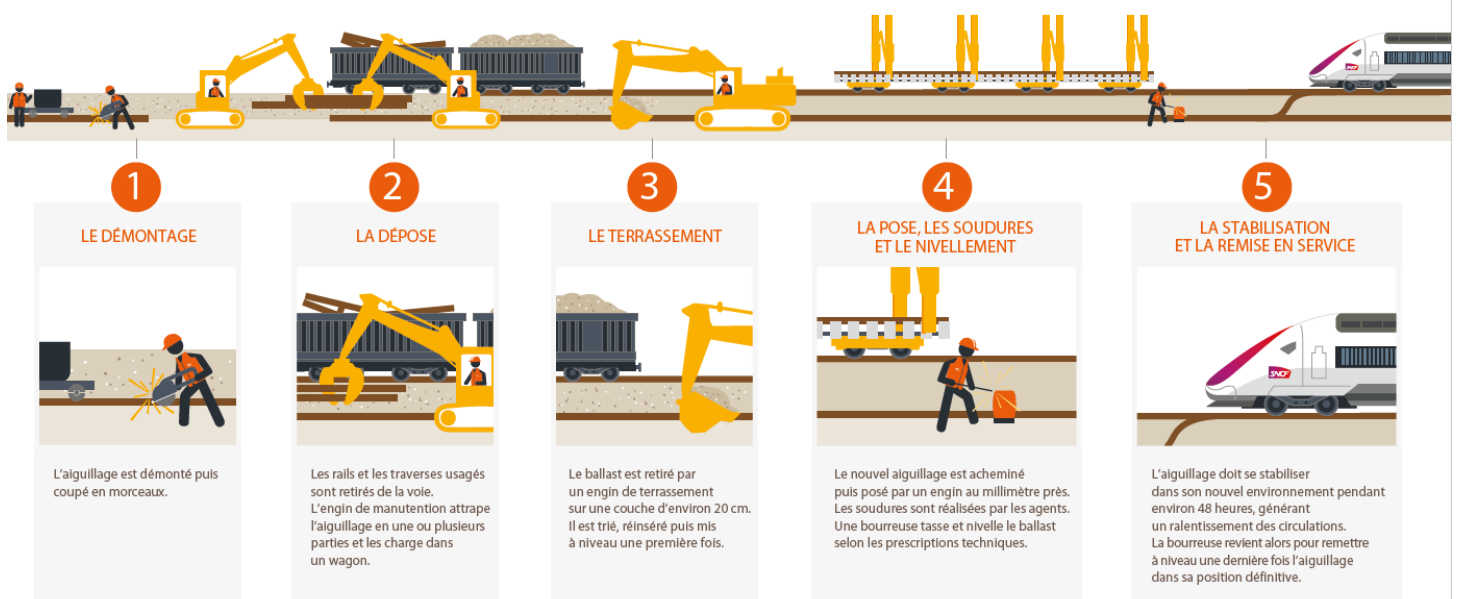 SNCF
1
LE DÉMONTAGE
SNCF
L'aiguillage est démonté puis
coupé en morceaux.
2
LA DÉPOSE
Les rails et les traverses usagés
sont retirés de la voie.
L'engin de manutention attrape
l'aiguillage en une ou plusieurs
parties et les charge dans
un wagon.
3
LE TERRASSEMENT
Le ballast est retiré par
un engin de terrassement
sur une couche d'environ 20 cm.
Il est trié, réinséré puis mis
à niveau une première fois.
4
LA POSE, LES SOUDURES
ET LE NIVELLEMENT
Le nouvel aiguillage est acheminé
puis posé par un engin au millimètre près.
Les soudures sont réalisées par les agents.
Une bourreuse tasse et nivelle le ballast
selon les prescriptions techniques.
5
LA STABILISATION
ET LA REMISE EN SERVICE
L'aiguillage doit se stabiliser
dans son nouvel environnement pendant
environ 48 heures, générant
un ralentissement des circulations.
La bourreuse revient alors pour remettre
à niveau une dernière fois l'aiguillage
dans sa position définitive.